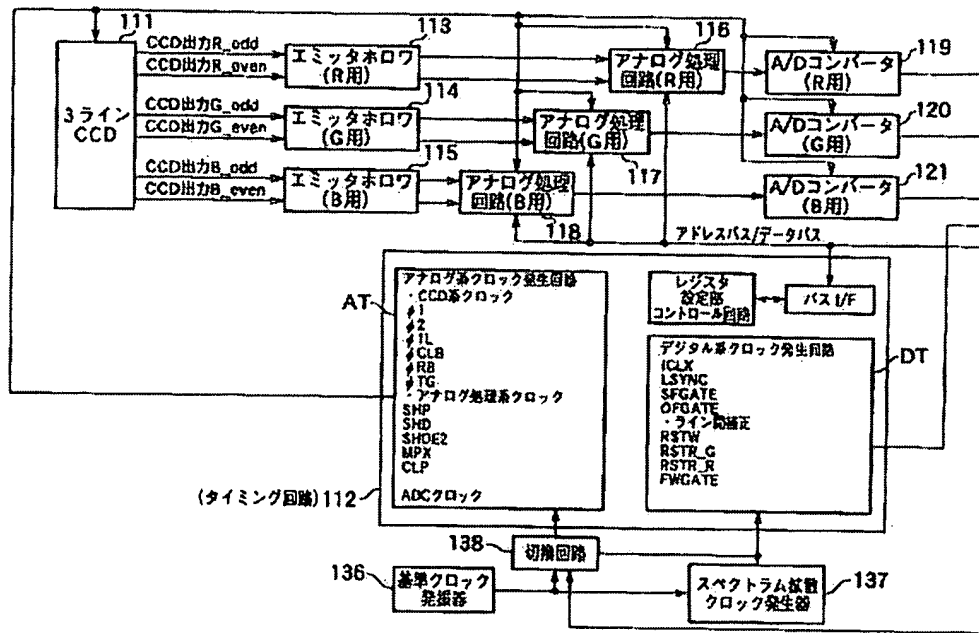 111
3ライン
CCD
CCD出力R_odd
CCD出力R_even
CCD出力G_odd
CCD出力G_even
CCD出力B_odd
CCD出力B_even
113
エミッタホロワ
(R用)
114
エミッタホロワ
(G用)
115
エミッタホロワ
(B用)
116
アナログ処理
回路(R用)
アナログ処理
回路(G用)
117
アナログ処理
回路(B用)
118
119
A/Dコンバータ
(R用)
120
A/Dコンバータ
(G用)
121
A/Dコンバータ
(B用)
アドレスバス/データバス
AT
アナログ系クロック発生回路
・CCD系クロック
φ1
φ2
φ1L
φCLB
φRB
φTG
・アナログ処理系クロック
SHP
SHD
SHDE2
MPX
CLP
ADCクロック
レジスタ
設定部
コントロール回路
バス I/F
DT
デジタル系クロック発生回路
ICLX
LSYNC
SFGATE
OFGATE
・ライン間補正
RSTW
RSTR_G
RSTR_R
FWGATE
(タイミング回路)112
138
切換回路
136
基準クロック
発振器
スペクトラム拡散
クロック発生器
137